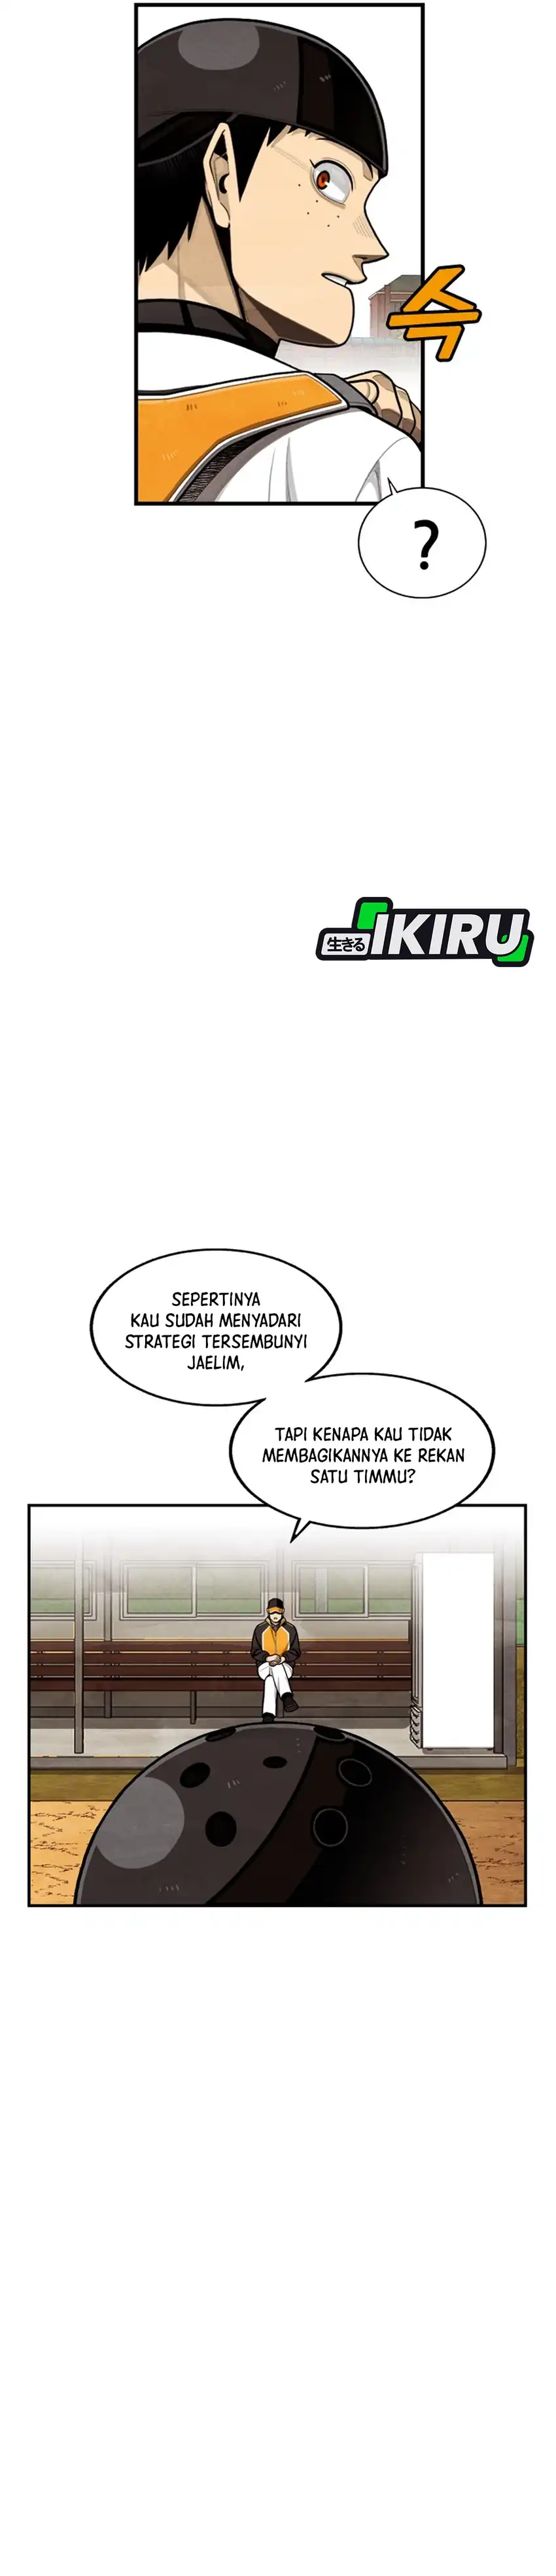 슥
?
生きる IKIRU
SEPERTINYA
KAU SUDAH MENYADARI
STRATEGI TERSEMBUNYI
JAELIM,
TAPI KENAPA KAU TIDAK
MEMBAGIKANNYA KE REKAN
SATU TIMMU?